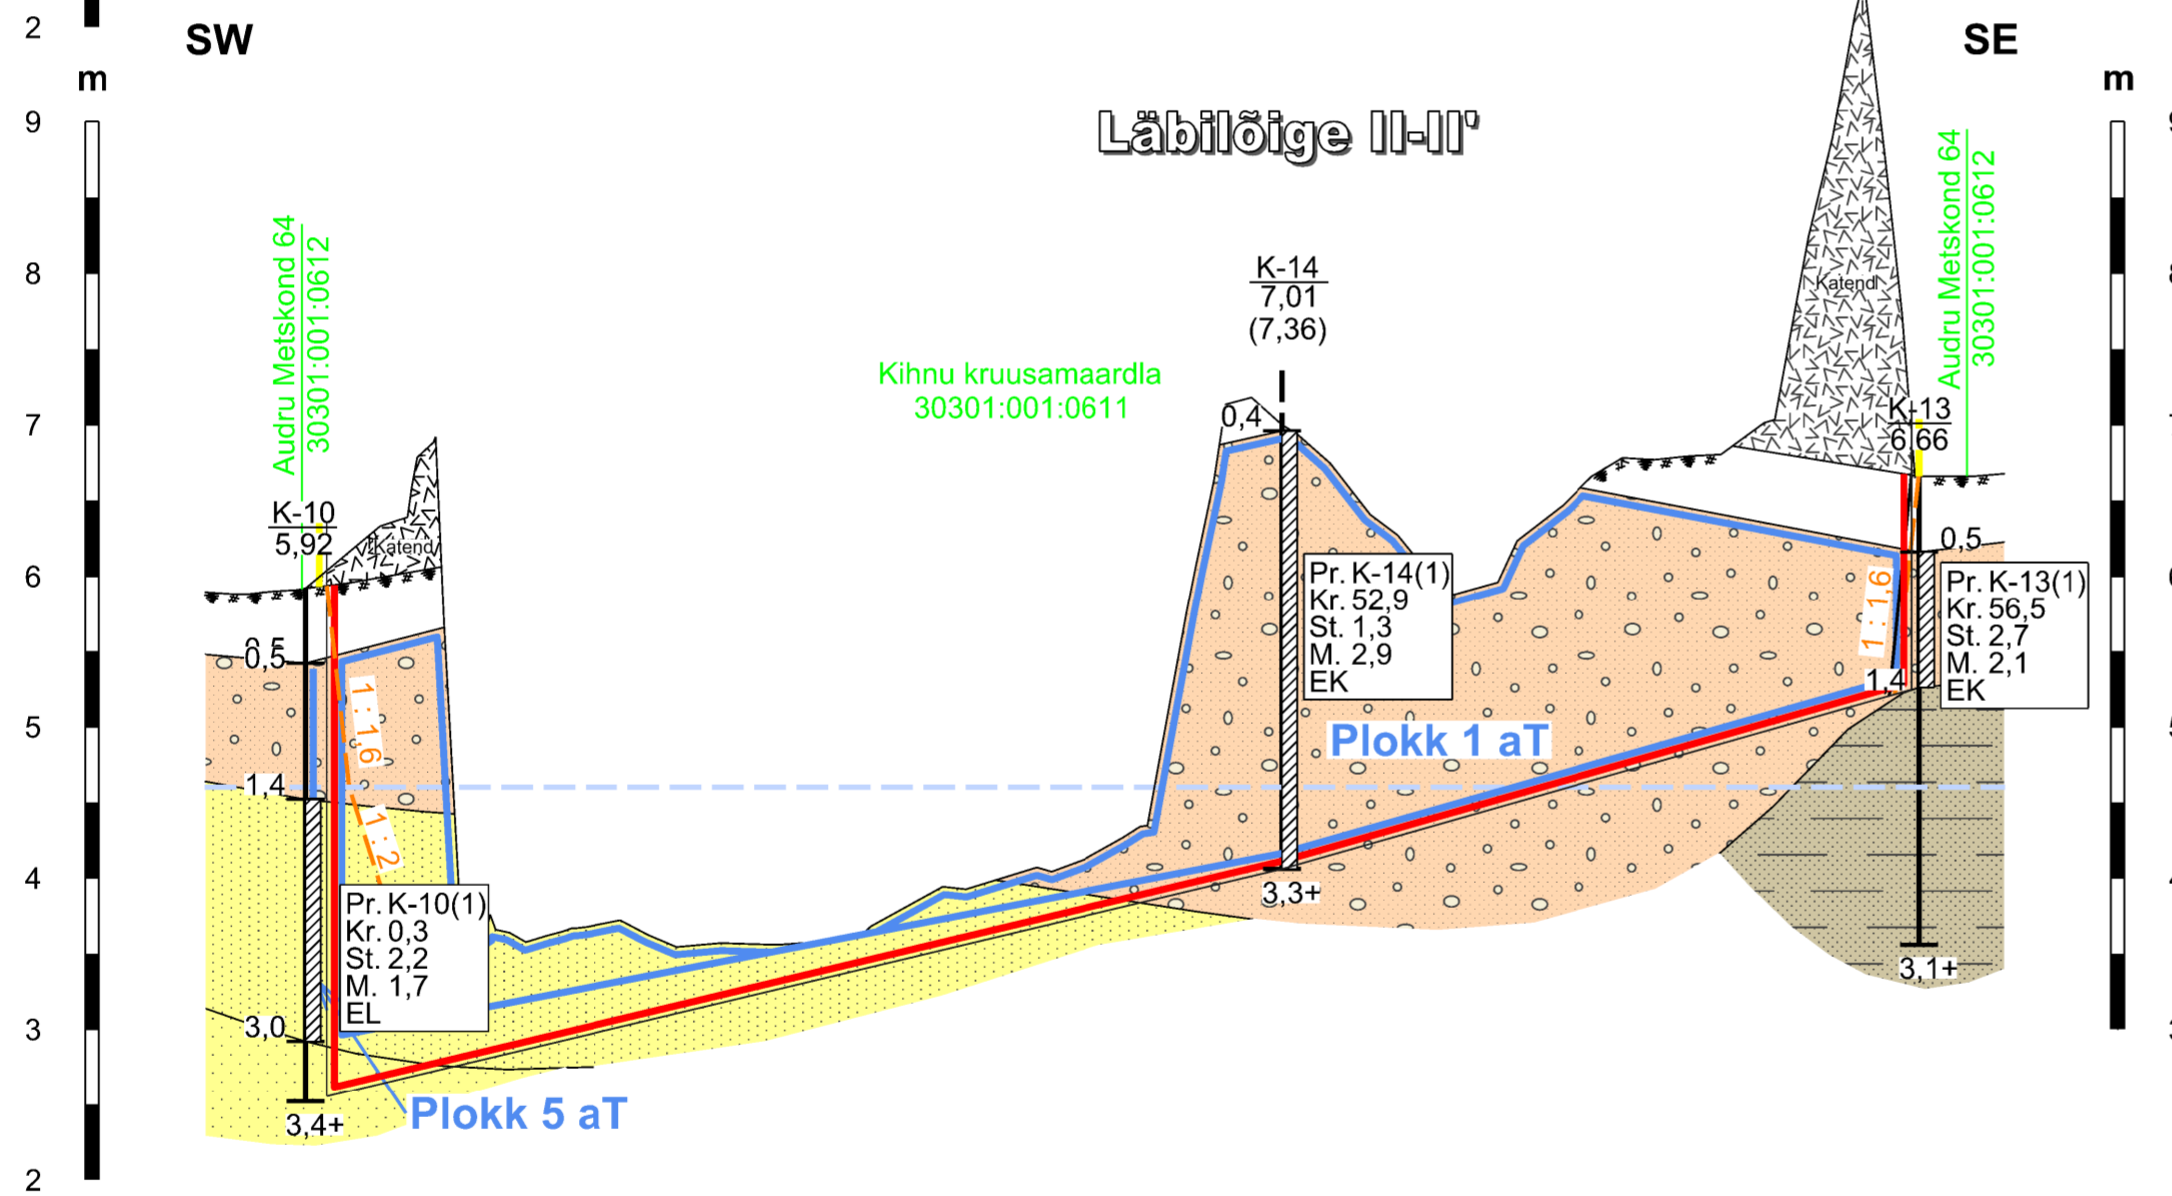 2
SW
SE
m
m
Läbilõige II-II'
9
8
7
6
5
4
3
2
Audru Metskond 64
30301:001:0612
K-10
5,92
Katend
0,5
1,4
3,0
3,4+
1:1,6
1:2
Pr. K-10(1)
Kr. 0,3
St. 2,2
M. 1,7
EL
Plokk 5 aT
Kihnu kruusamaardla
30301:001:0611
K-14
7,01
(7,36)
0,4
3,3+
Pr. K-14(1)
Kr. 52,9
St. 1,3
M. 2,9
EK
Plokk 1 aT
Katend
Audru Metskond 64
30301:001:0612
K-13
6,66
0,5
1:1,6
1,4
3,1+
Pr. K-13(1)
Kr. 56,5
St. 2,7
M. 2,1
EK